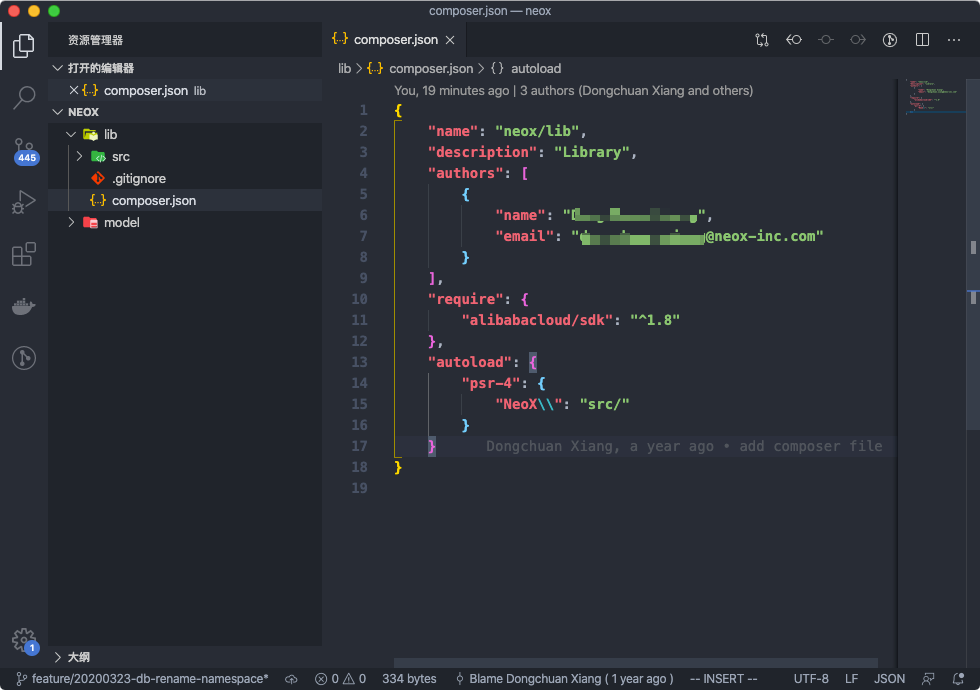 composer.json — neox
资源管理器
打开的编辑器
composer.json lib
NEOX
lib
src
.gitignore
composer.json
model
445
1
大纲
composer.json
lib > {..} composer.json > {} autoload
You, 19 minutes ago | 3 authors (Dongchuan Xiang and others)
1 {
2 "name": "neox/lib",
3 "description": "Library",
4 "authors": [
5 {
6 "name": "",
7 "email": "@neox-inc.com"
8 }
9 ],
10 "require": {
11 "alibabacloud/sdk": "^1.8"
12 },
13 "autoload": {
14 "psr-4": {
15 "NeoX\\": "src/"
16 }
17 } Dongchuan Xiang, a year ago • add composer file
18 }
19
feature/20200323-db-rename-namespace* 0 0 334 bytes Blame Dongchuan Xiang ( 1 year ago ) -- INSERT -- UTF-8 LF JSON